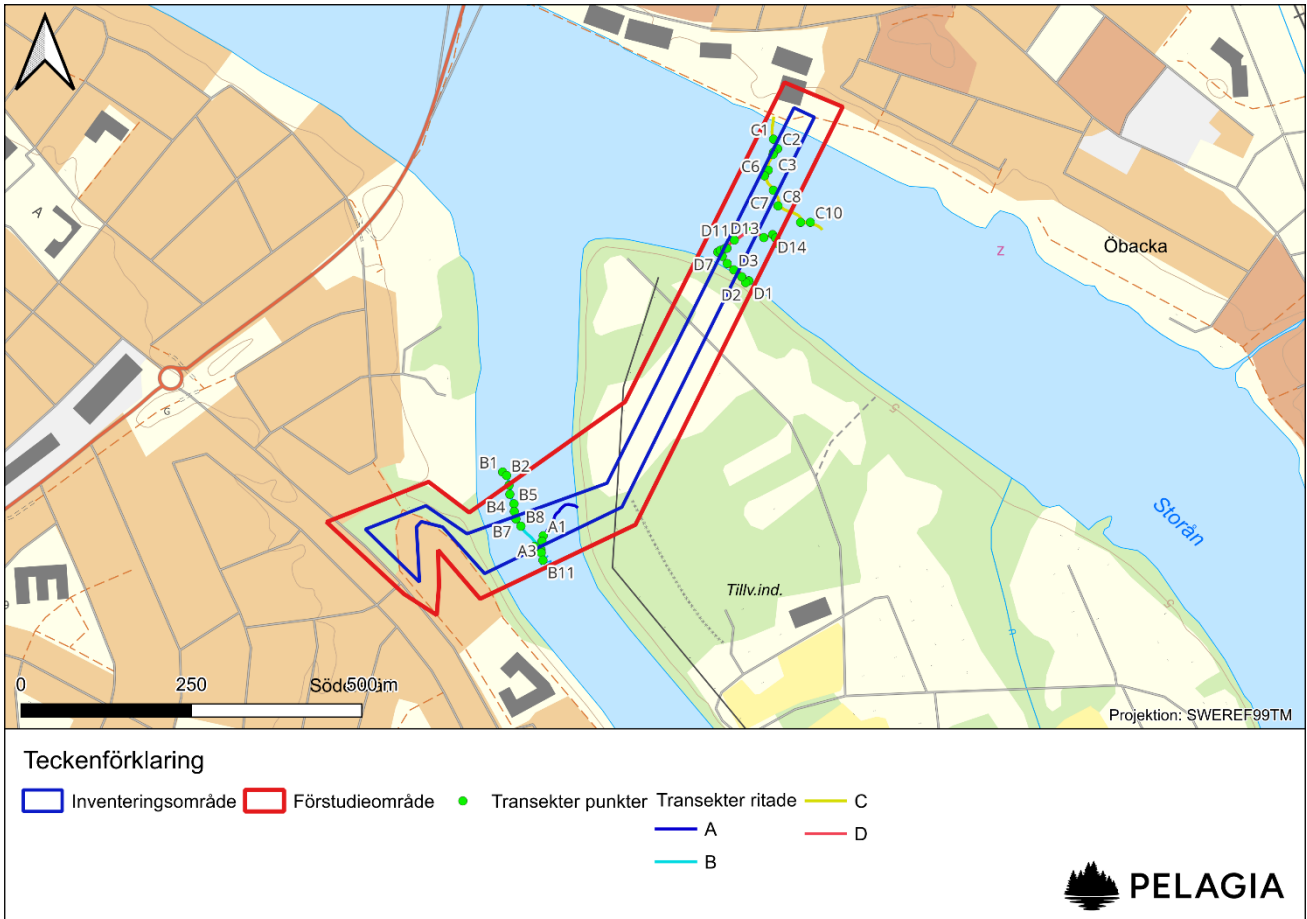 C1
C2
C6
C3
C7
C8
C10
D11
D13
D14
D7
D3
D2
D1
Öbacka
B1
B2
B5
B4
B8
B7
A1
A3
B11
Storån
Tillv.ind.
0
250
500 m
Projektion: SWEREF99TM
Teckenförklaring
Inventeringsområde
Förstudieområde
Transekter punkter
Transekter ritade
A
B
C
D
PELAGIA